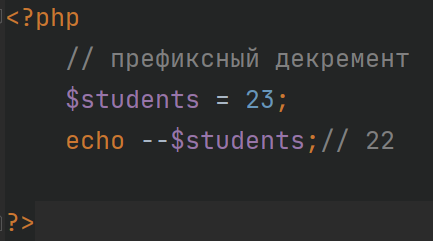 <?php
// префиксный декремент
$students = 23;
echo --$students;// 22
?>